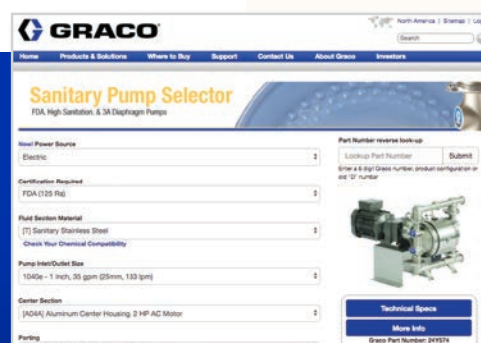 GRACO
North America | Sitemap | Log
Search
Home Products & Solutions Where to Buy Support Contact Us About Graco Investors
Sanitary Pump Selector
FDA, High Sanitation, & 3A Diaphragm Pumps
New! Power Source
Electric
Certification Required
FDA (125 Ra)
Fluid Section Material
[T] Sanitary Stainless Steel
Check Your Chemical Compatibility
Pump Inlet/Outlet Size
1040e - 1 inch, 35 gpm (25mm, 133 lpm)
Center Section
[A04A] Aluminum Center Housing, 2 HP AC Motor
Porting
Part Number reverse look-up
Lookup Part Number Submit
Enter a 6 digit Graco number, product configuration or
old "D" number
Technical Specs
More Info
Graco Part Number: 24Y574